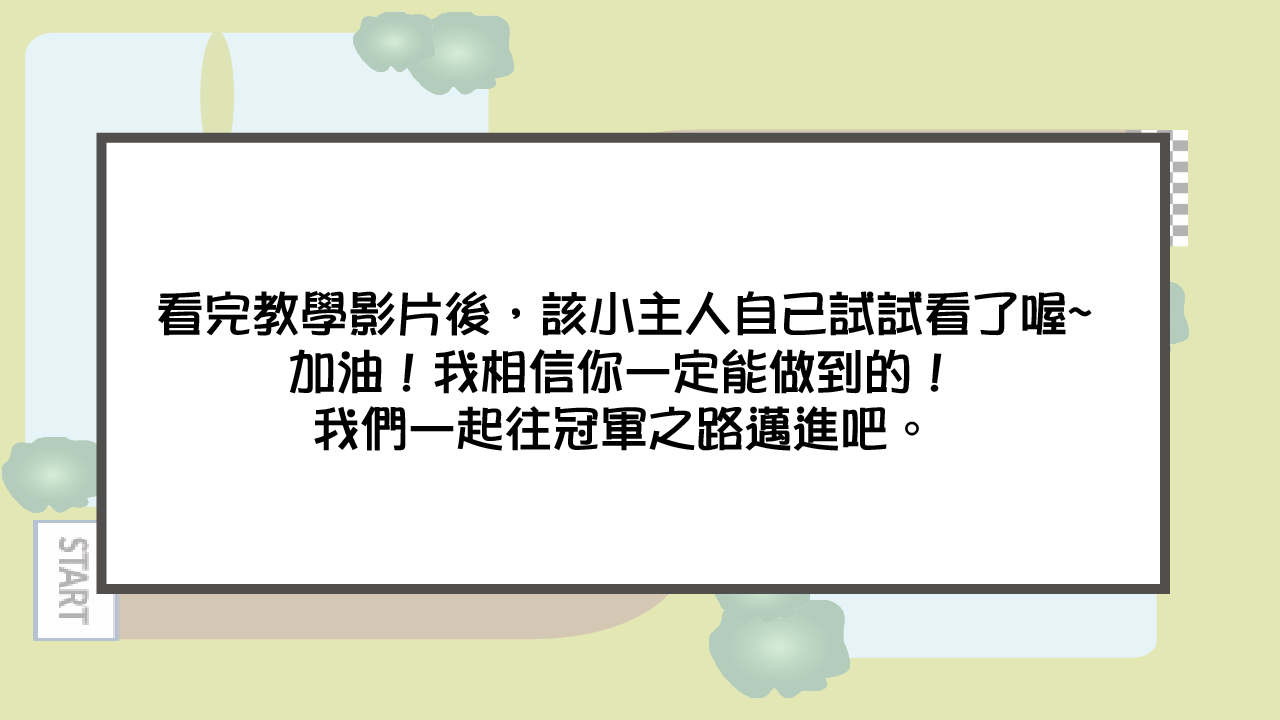 看完教學影片後，該小主人自己試試看了喔~
加油！我相信你一定能做到的！
我們一起往冠軍之路邁進吧。
START